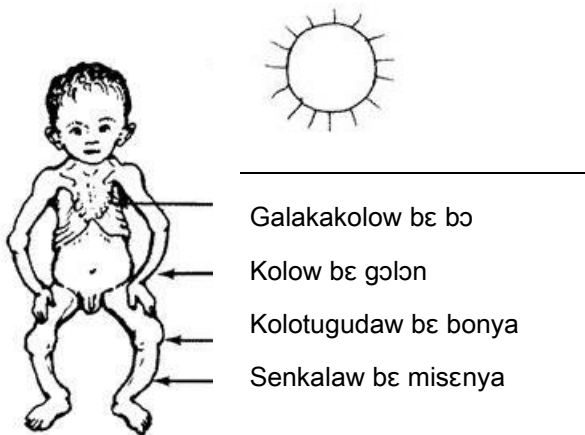 Galakakolow bɛ bɔ
Kolow bɛ gɔlɔn
Kolotugudaw bɛ bonya
Senkalaw bɛ misɛnya